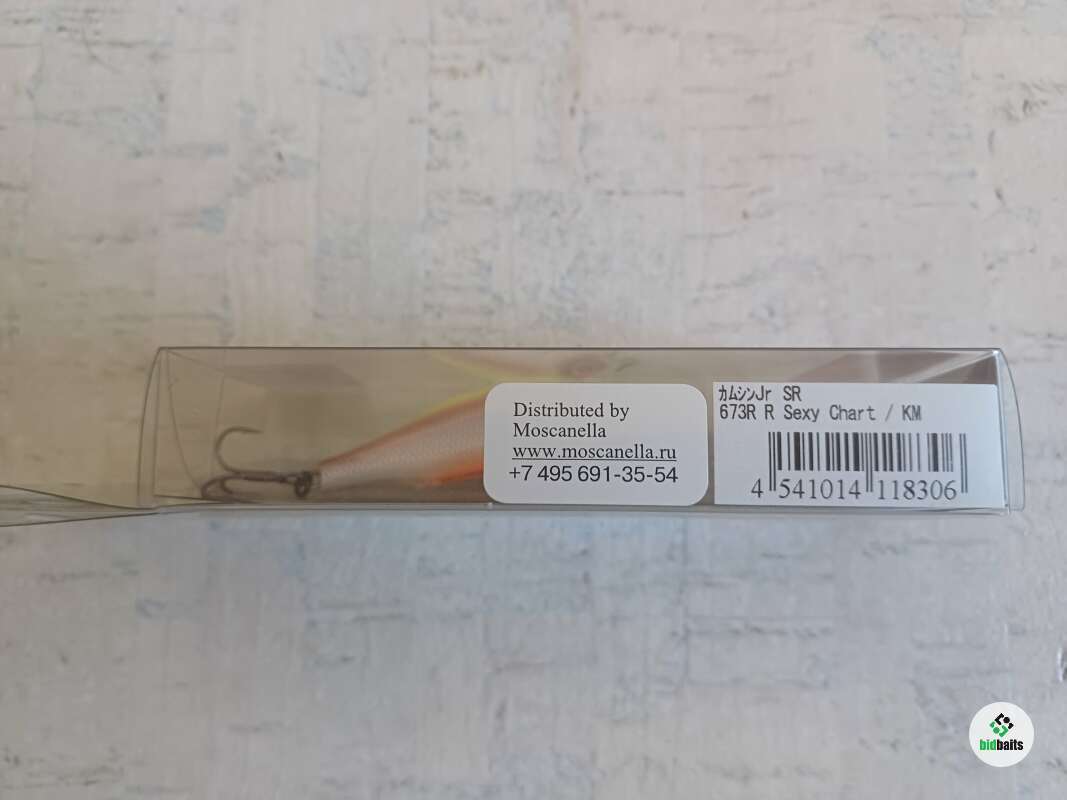 Distributed by
Moscanella
www.moscanella.ru
+7 495 691-35-54
ｶﾑｼﾝJr SR
673R R Sexy Chart / KM
4 541014 118306
bidbaits